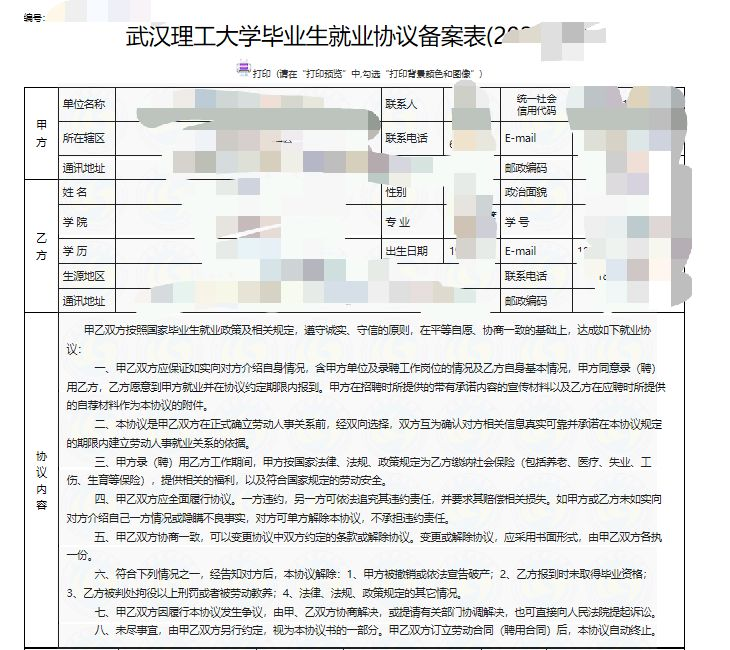 编号:
武汉理工大学毕业生就业协议备案表(20
打印（请在“打印预览”中,勾选“打印背景颜色和图像”）
甲方
单位名称 联系人 统一社会信用代码
所在辖区 联系电话 E-mail
通讯地址 邮政编码
乙方
姓 名 性别 政治面貌
学 院 专 业 学 号
学 历 出生日期 E-mail
生源地区 联系电话
通讯地址 邮政编码
协议内容
甲乙双方按照国家毕业生就业政策及相关规定，遵守诚实、守信的原则，在平等自愿、协商一致的基础上，达成如下就业协
议：
一、甲乙双方应保证如实向对方介绍自身情况，含甲方单位及录聘工作岗位的情况及乙方自身基本情况，甲方同意录（聘）
用乙方，乙方愿意到甲方就业并在协议约定期限内报到。甲方在招聘时所提供的带有承诺内容的宣传材料以及乙方在应聘时所提供
的自荐材料作为本协议的附件。
二、本协议是甲乙双方在正式确立劳动人事关系前，经双向选择，双方互为确认对方相关信息真实可靠并承诺在本协议规定
的期限内建立劳动人事就业关系的依据。
三、甲方录（聘）用乙方工作期间，甲方按国家法律、法规、政策规定为乙方缴纳社会保险（包括养老、医疗、失业、工
伤、生育等保险），提供相关的福利，以及符合国家规定的劳动安全。
四、甲乙双方应全面履行协议。一方违约，另一方可依法追究其违约责任，并要求其赔偿相关损失。如甲方或乙方未如实向
对方介绍自己一方情况或隐瞒不良事实，对方可单方解除本协议，不承担违约责任。
五、甲乙双方协商一致，可以变更协议中双方约定的条款或解除协议。变更或解除协议，应采用书面形式，由甲乙双方各执
一份。
六、符合下列情况之一，经告知对方后，本协议解除：1、甲方被撤销或依法宣告破产；2、乙方报到时未取得毕业资格；
3、乙方被判处拘役以上刑罚或者被劳动教养；4、法律、法规、政策规定的其它情况。
七、甲乙双方因履行本协议发生争议，由甲、乙双方协商解决，或提请有关部门协调解决，也可直接向人民法院提起诉讼。
八、未尽事宜，由甲乙双方另行约定，视为本协议书的一部分。甲乙双方订立劳动合同（聘用合同）后，本协议自动终止。